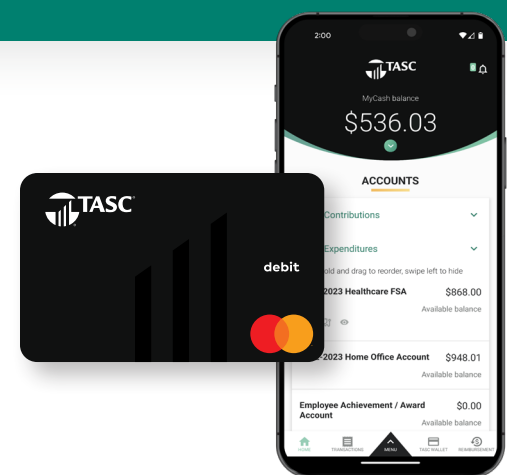 2:00
TASC
MyCash balance
$536.03
ACCOUNTS
Contributions
Expenditures
old and drag to reorder, swipe left to hide
-2023 Healthcare FSA $868.00
Available balance
-2023 Home Office Account $948.01
Available balance
Employee Achievement / Award $0.00
Account
Available balance
HOME TRANSACTIONS MENU TASC WALLET REIMBURSEMENT
TASC
debit